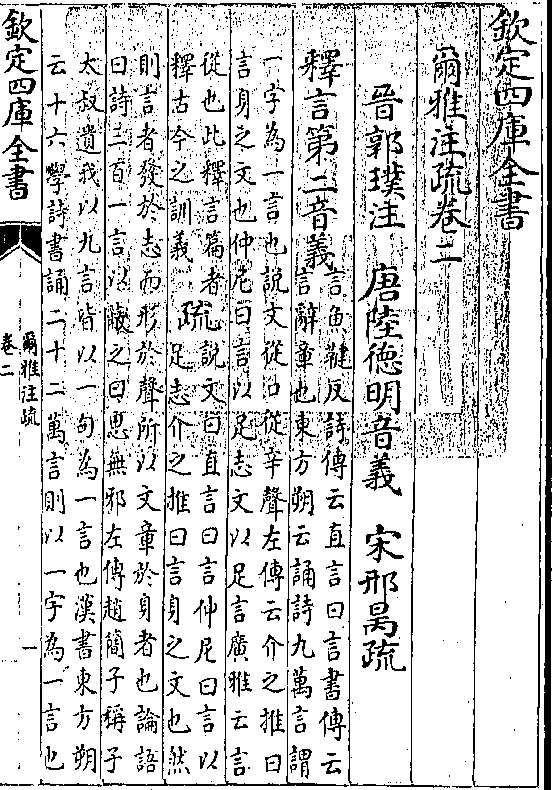 欽定四庫全書
爾雅注疏卷二
晉郭璞注　唐陸德明音義　宋邢昺疏
釋言第二音義
言魚鞬反詩傳云直言曰言書傳云
言辭章也東方朔云誦詩九萬言謂
一字為一言也說文從口從䇂聲左傳云介之推曰
言身之文也仲尼曰言以足志文以足言廣雅云言
從也此釋言篇者
釋古今之訓義
疏
說文曰直言曰言仲尼曰言以
足志介之推曰言身之文也然
則言者發於志而形於聲所以文章於身者也論語
曰詩三百一言以蔽之曰思無邪左傳趙簡子稱子
太叔遺我以九言皆以一句為一言也漢書東方朔
云十六學詩書誦二十二萬言則以一字為一言也
欽定四庫全書
爾雅注疏
卷二
一